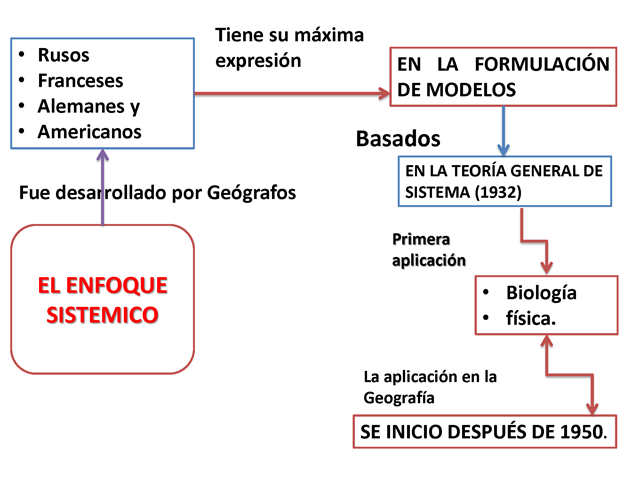 EL ENFOQUE
SISTEMICO
Fue desarrollado por Geógrafos
• Rusos
• Franceses
• Alemanes y
• Americanos
Tiene su máxima
expresión
EN LA FORMULACIÓN
DE MODELOS
Basados
EN LA TEORÍA GENERAL DE
SISTEMA (1932)
Primera
aplicación
• Biología
• física.
La aplicación en la
Geografía
SE INICIO DESPUÉS DE 1950.